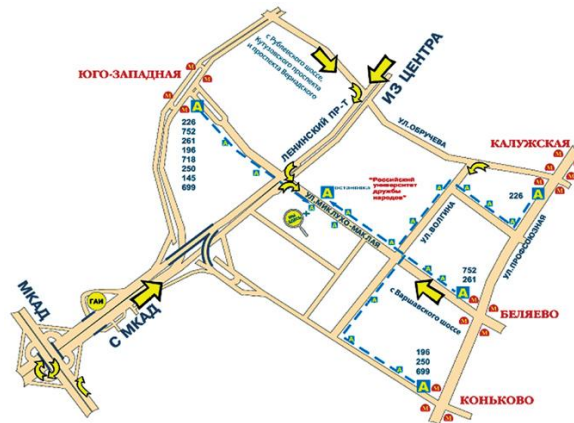 с Рублевского шоссе,
Кутузовского проспекта
и проспекта Вернадского
ИЗ ЦЕНТРА
ЮГО-ЗАПАДНАЯ
М
М
М
М
А
226
752
261
196
718
250
145
699
ЛЕНИНСКИЙ ПР-Т
УЛ.ОБРУЧЕВА
КАЛУЖСКАЯ
М
М
М
М
А
226
А
остановка
"Российский
университет
дружбы
народов"
УЛ.МИКЛУХО-МАКЛАЯ
УЛ.ВОЛГИНА
УЛ.ПРОФСОЮЗНАЯ
752
261
А
М
М
М
М
БЕЛЯЕВО
с Варшавского шоссе
ГАИ
МКАД
С МКАД
196
250
699
А
М
М
М
М
КОНЬКОВО